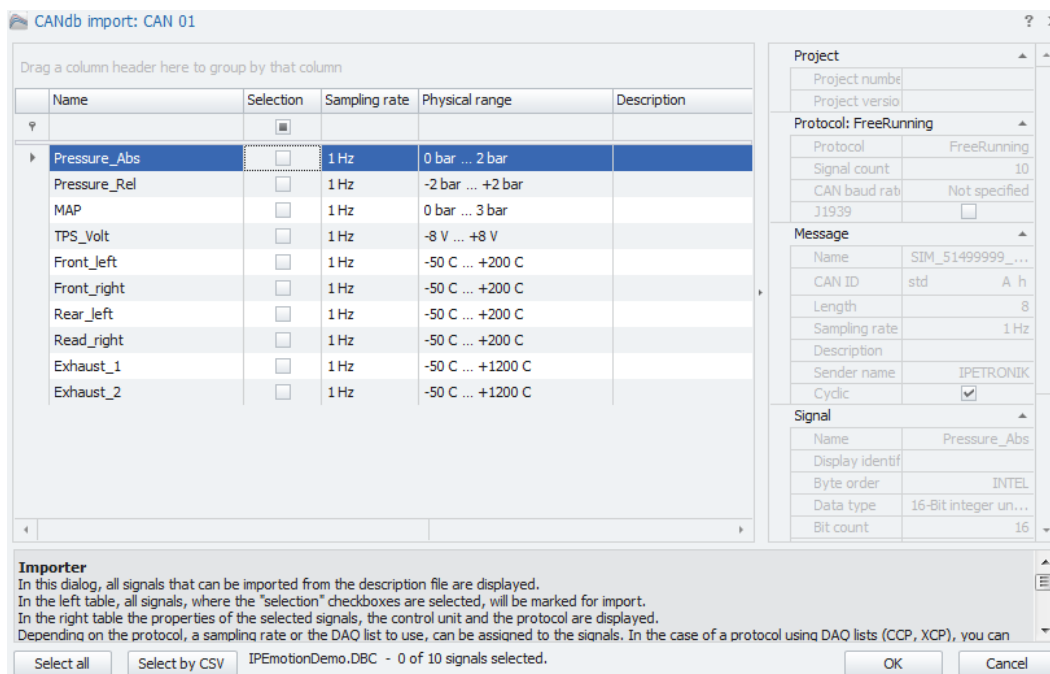 CANdb import: CAN 01
?
Drag a column header here to group by that column
Name Selection Sampling rate Physical range Description
Pressure_Abs 1 Hz 0 bar ... 2 bar
Pressure_Rel 1 Hz -2 bar ... +2 bar
MAP 1 Hz 0 bar ... 3 bar
TPS_Volt 1 Hz -8 V ... +8 V
Front_left 1 Hz -50 C ... +200 C
Front_right 1 Hz -50 C ... +200 C
Rear_left 1 Hz -50 C ... +200 C
Read_right 1 Hz -50 C ... +200 C
Exhaust_1 1 Hz -50 C ... +1200 C
Exhaust_2 1 Hz -50 C ... +1200 C
Project
Project numbe
Project versio
Protocol: FreeRunning
Protocol FreeRunning
Signal count 10
CAN baud rat Not specified
J1939
Message
Name SIM_51499999_...
CAN ID std A h
Length 8
Sampling rate 1 Hz
Description
Sender name IPETRONIK
Cyclic
Signal
Name Pressure_Abs
Display identif
Byte order INTEL
Data type 16-Bit integer un...
Bit count 16
Importer
In this dialog, all signals that can be imported from the description file are displayed.
In the left table, all signals, where the "selection" checkboxes are selected, will be marked for import.
In the right table the properties of the selected signals, the control unit and the protocol are displayed.
Depending on the protocol, a sampling rate or the DAQ list to use, can be assigned to the signals. In the case of a protocol using DAQ lists (CCP, XCP), you can
Select all Select by CSV IPEmotionDemo.DBC - 0 of 10 signals selected. OK Cancel